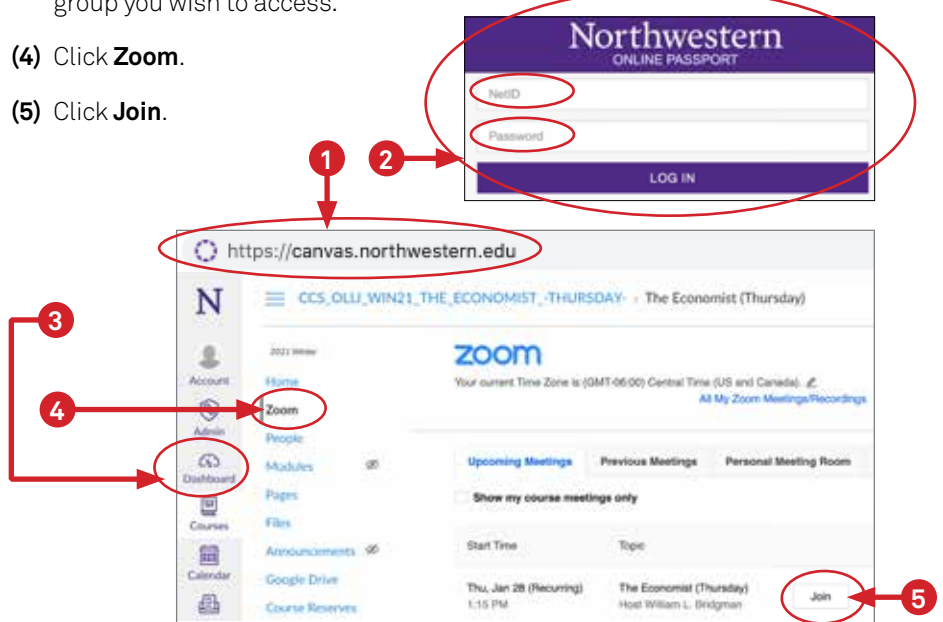 group you wish to access.
(4) Click Zoom.
(5) Click Join.
Northwestern
ONLINE PASSPORT
NetID
Password
LOG IN
1
2
https://canvas.northwestern.edu
N
CCS_OLLI_WIN21_THE_ECONOMIST_-THURSDAY- › The Economist (Thursday)
3
2021 Winter
zoom
Account
Home
Your current Time Zone is (GMT-06:00) Central Time (US and Canada).
All My Zoom Meetings/Recordings
4
Zoom
Admin
People
Dashboard
Modules
Upcoming Meetings Previous Meetings Personal Meeting Room
Pages
Show my course meetings only
Courses
Files
Announcements
Start Time Topic
Calendar
Google Drive
Thu, Jan 28 (Recurring) The Economist (Thursday)
1:15 PM Host William L. Bridgman
Join
5
Course Reserves